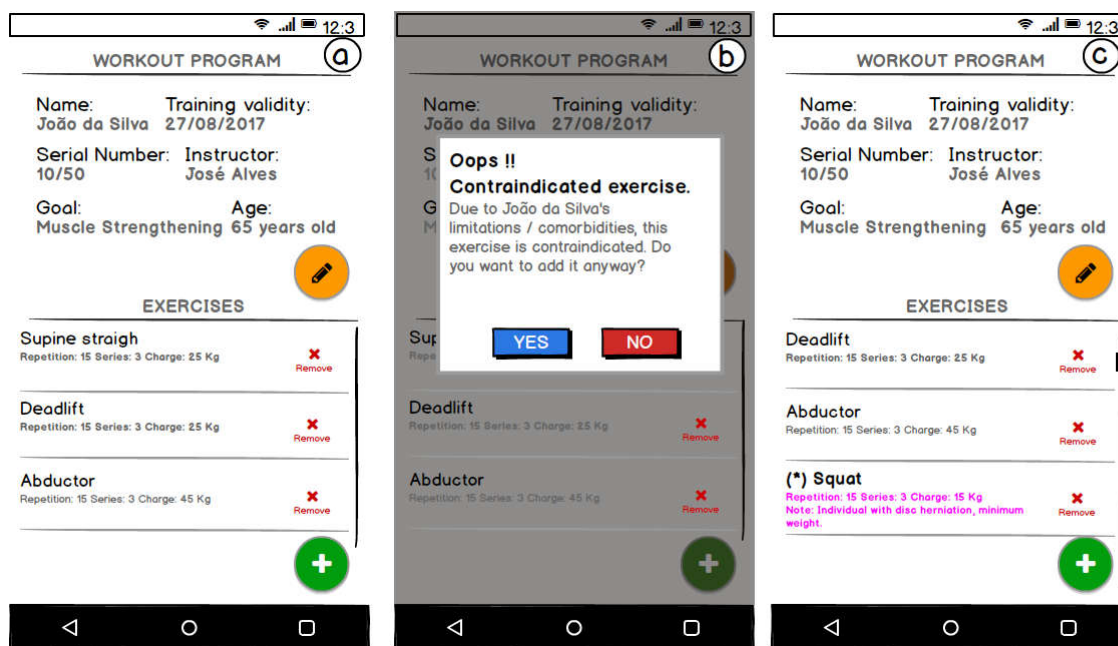 12:3
WORKOUT PROGRAM
a
Name: Training validity:
João da Silva 27/08/2017
Serial Number: Instructor:
10/50 José Alves
Goal: Age:
Muscle Strengthening 65 years old
EXERCISES
Supine straigh
Repetition: 15 Series: 3 Charge: 25 Kg
Remove
Deadlift
Repetition: 15 Series: 3 Charge: 25 Kg
Remove
Abductor
Repetition: 15 Series: 3 Charge: 45 Kg
Remove
12:3
WORKOUT PROGRAM
b
Name: Training validity:
João da Silva 27/08/2017
S
10
G
M
Oops !!
Contraindicated exercise.
Due to João da Silva's
limitations / comorbidities, this
exercise is contraindicated. Do
you want to add it anyway?
YES NO
Sup
Repe
Deadlift
Repetition: 15 Series: 3 Charge: 25 Kg
Remove
Abductor
Repetition: 15 Series: 3 Charge: 45 Kg
Remove
12:3
WORKOUT PROGRAM
c
Name: Training validity:
João da Silva 27/08/2017
Serial Number: Instructor:
10/50 José Alves
Goal: Age:
Muscle Strengthening 65 years old
EXERCISES
Deadlift
Repetition: 15 Series: 3 Charge: 25 Kg
Remove
Abductor
Repetition: 15 Series: 3 Charge: 45 Kg
Remove
(*) Squat
Repetition: 15 Series: 3 Charge: 15 Kg
Note: Individual with disc herniation, minimum
weight.
Remove